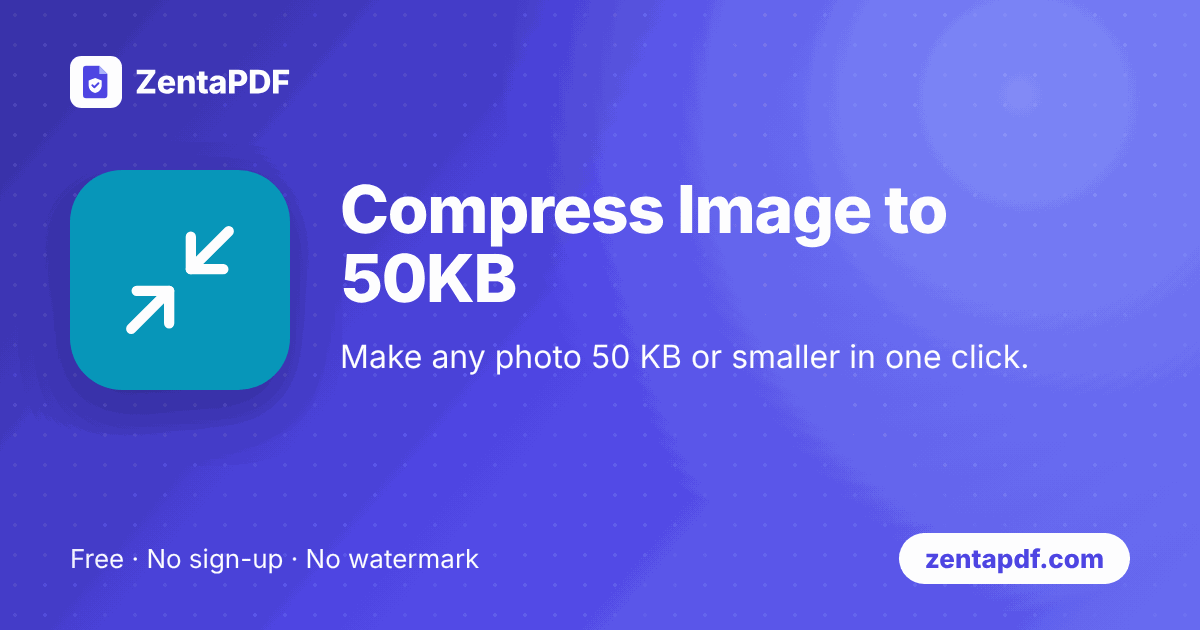 ZentaPDF
Compress Image to
50KB
Make any photo 50 KB or smaller in one click.
Free · No sign-up · No watermark
zentapdf.com